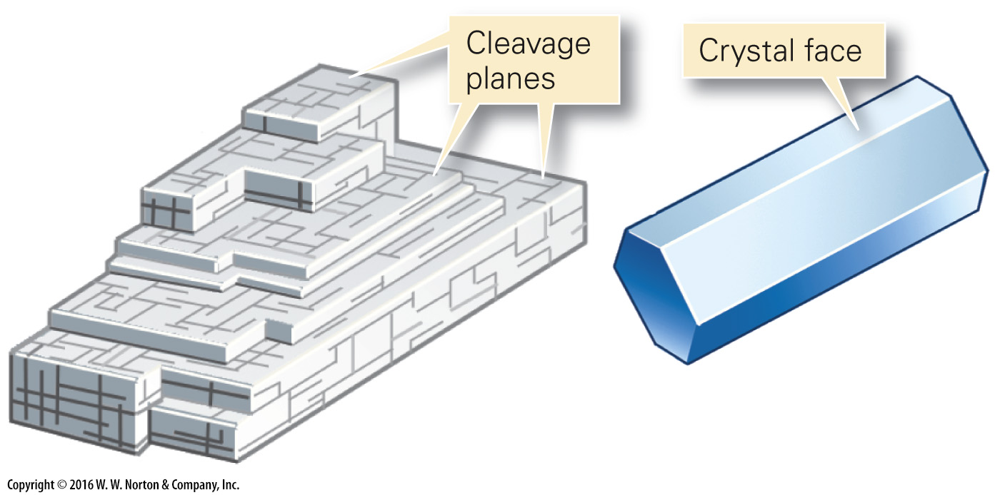 Cleavage
planes
Crystal face
Copyright © 2016 W. W. Norton & Company, Inc.